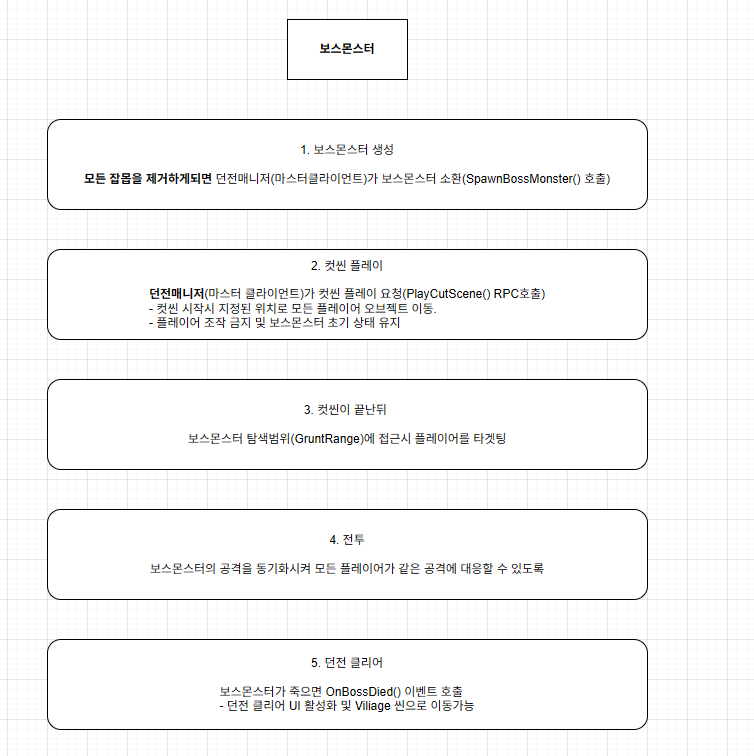 보스몬스터
1. 보스몬스터 생성
모든 잡몹을 제거하게되면 던전매니저(마스터클라이언트)가 보스몬스터 소환(SpawnBossMonster() 호출)
2. 컷씬 플레이
던전매니저(마스터 클라이언트)가 컷씬 플레이 요청(PlayCutScene() RPC호출)
- 컷씬 시작시 지정된 위치로 모든 플레이어 오브젝트 이동.
- 플레이어 조작 금지 및 보스몬스터 초기 상태 유지
3. 컷씬이 끝난뒤
보스몬스터 탐색범위(GruntRange)에 접근시 플레이어를 타겟팅
4. 전투
보스몬스터의 공격을 동기화시켜 모든 플레이어가 같은 공격에 대응할 수 있도록
5. 던전 클리어
보스몬스터가 죽으면 OnBossDied() 이벤트 호출
- 던전 클리어 UI 활성화 및 Viliage 씬으로 이동가능